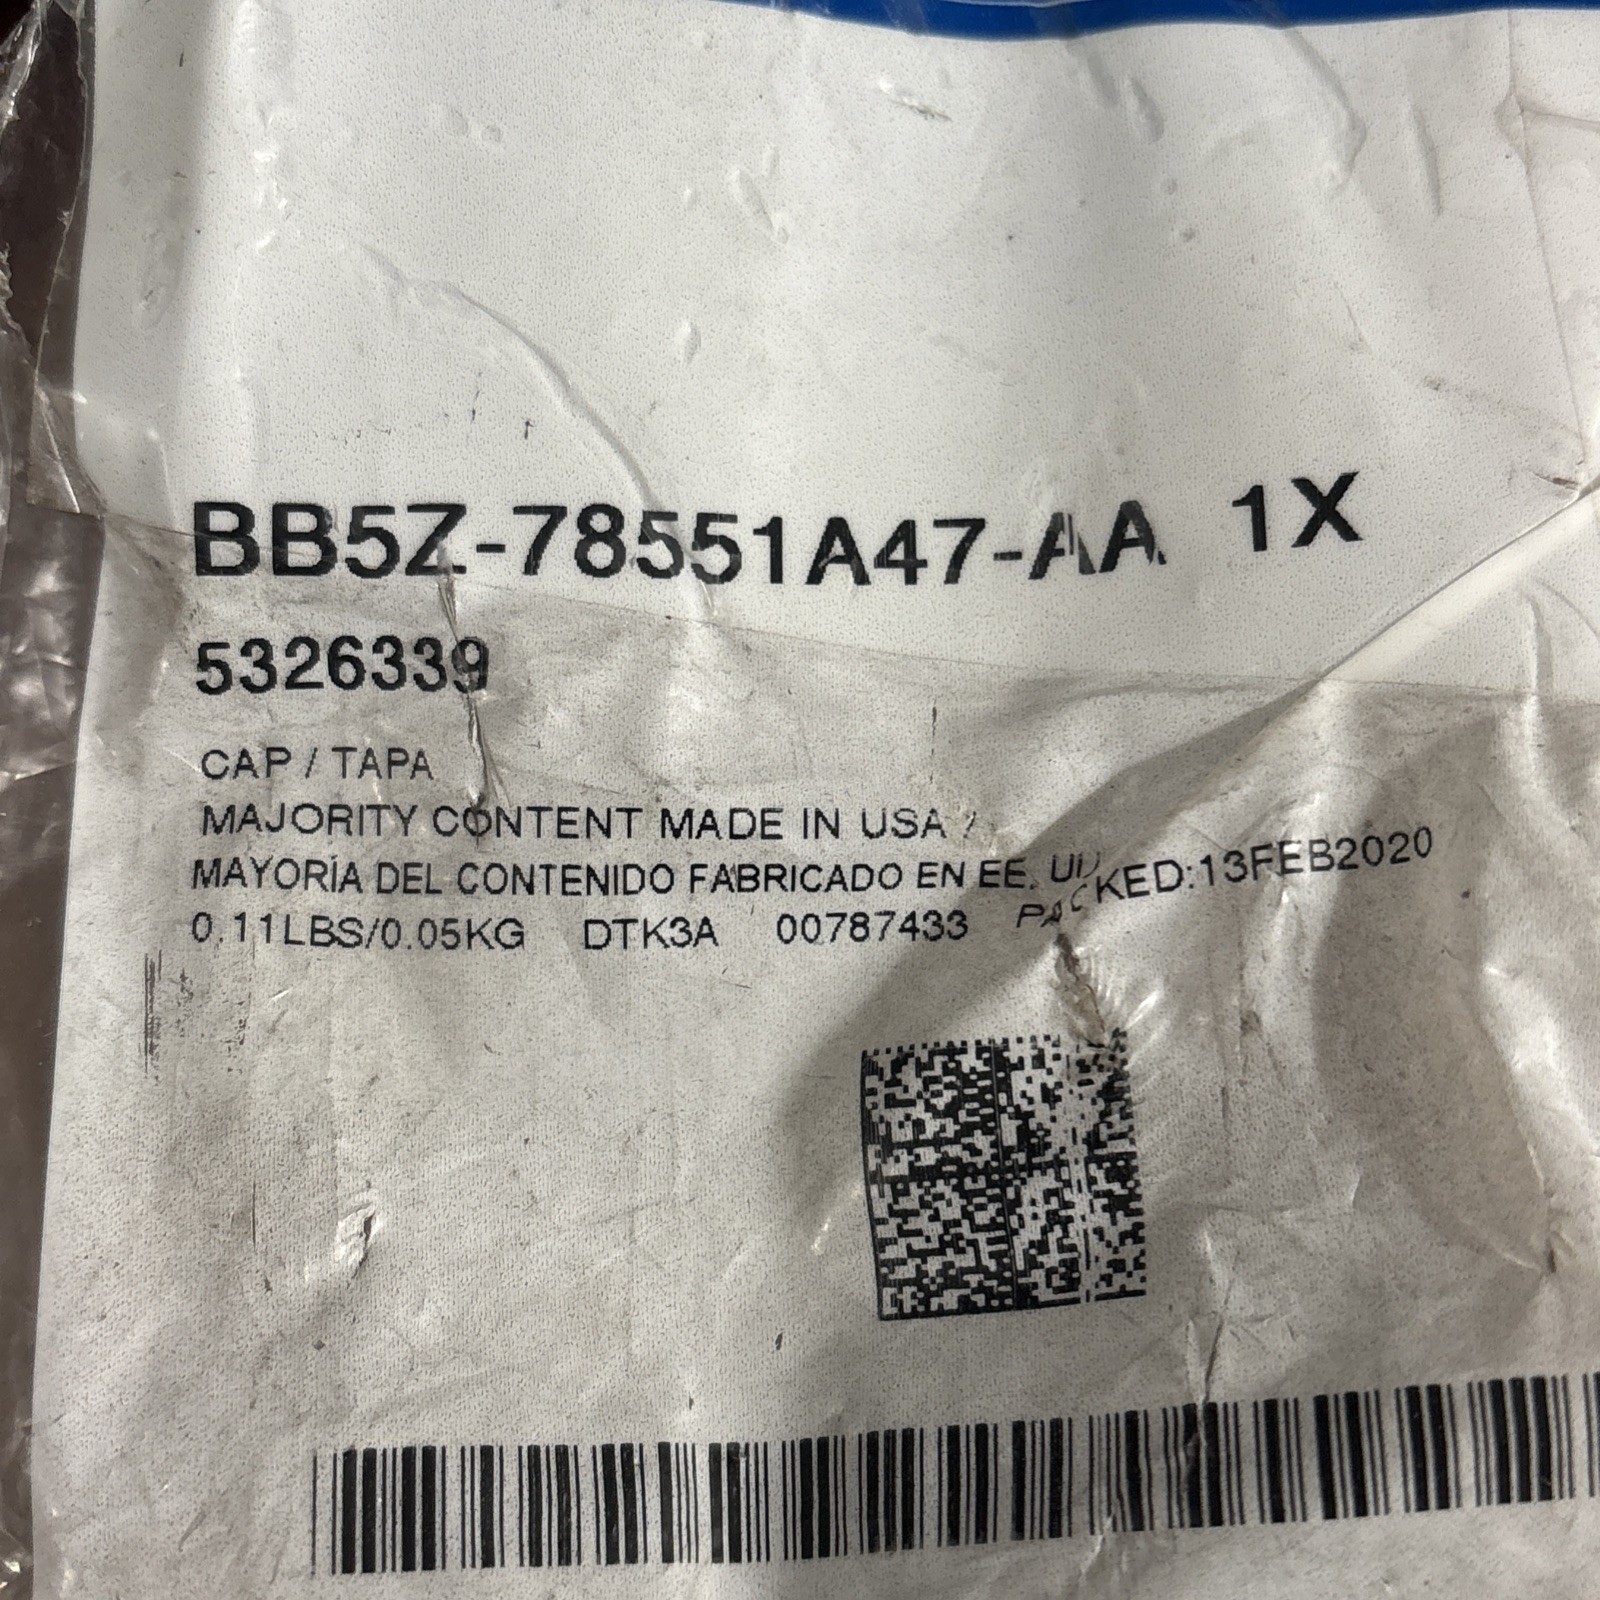 BB5Z-78551A47-AA 1X
5326339
CAP / TAPA
MAJORITY CONTENT MADE IN USA /
MAYORÍA DEL CONTENIDO FABRICADO EN EE. UU
0.11LBS/0.05KG DTK3A 00787433 PACKED:13FEB2020